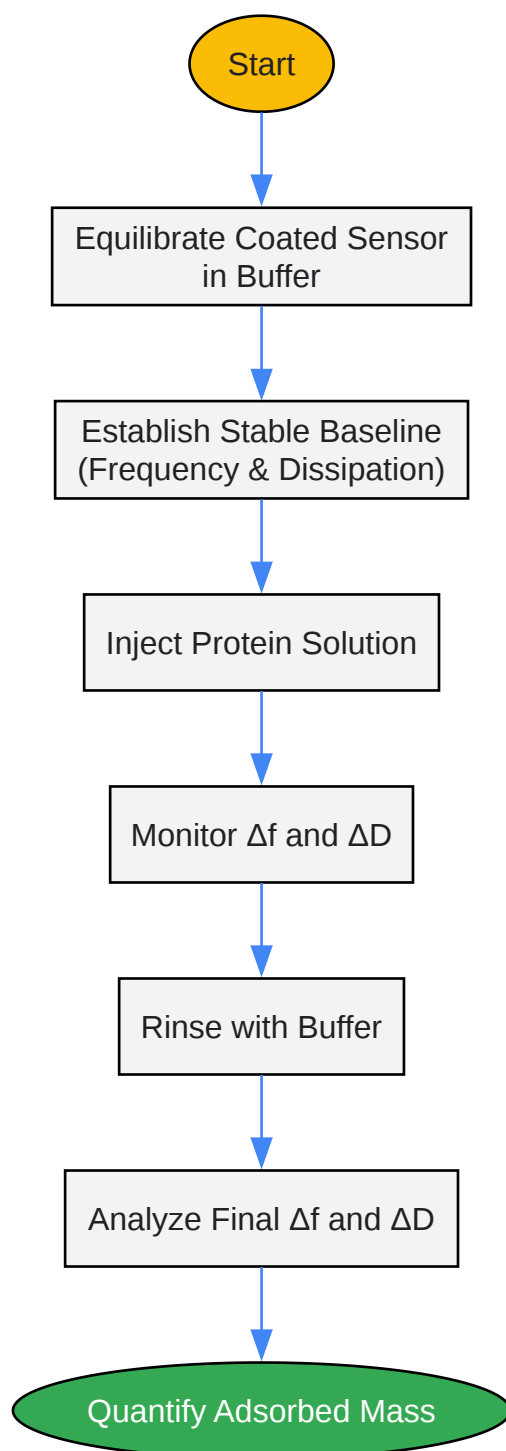 Start
Equilibrate Coated Sensor
in Buffer
Establish Stable Baseline
(Frequency & Dissipation)
Inject Protein Solution
Monitor Δf and ΔD
Rinse with Buffer
Analyze Final Δf and ΔD
Quantify Adsorbed Mass